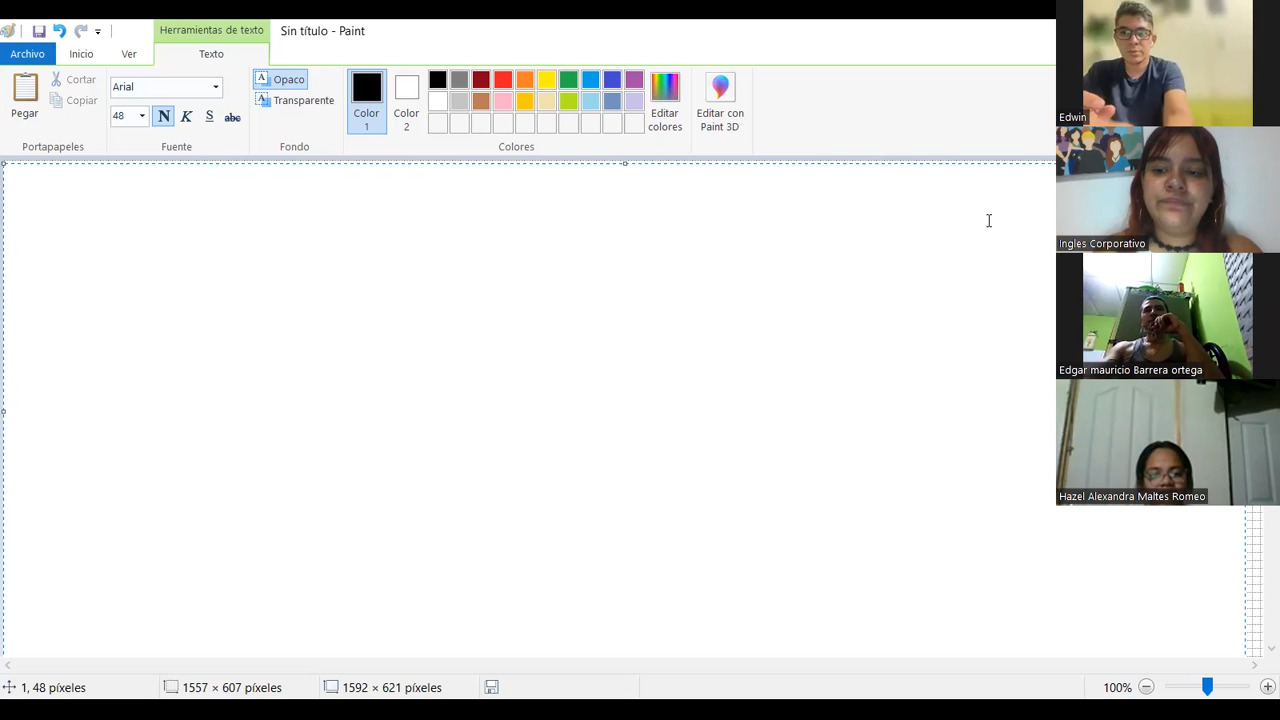 Herramientas de texto
Sin título - Paint
Archivo
Inicio
Ver
Texto
Pegar
Cortar
Copiar
Portapapeles
Arial
48
N
K
S
abc
Fuente
A Opaco
A Transparente
Fondo
Color 1
Color 2
Editar colores
Editar con Paint 3D
Colores
Edwin
Ingles Corporativo
Edgar mauricio Barrera ortega
Hazel Alexandra Maltes Romeo
1, 48 píxeles
1557 × 607 píxeles
1592 × 621 píxeles
100%